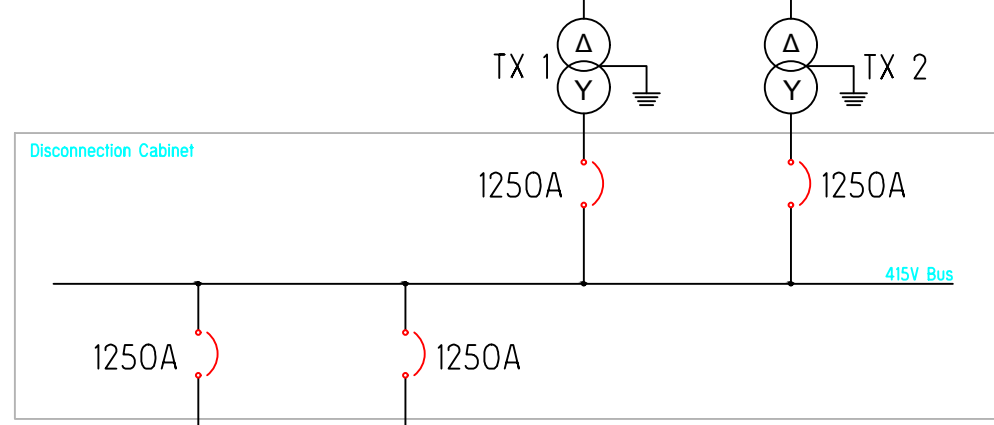 Δ
Δ
TX 1
TX 2
Y
Y
Disconnection Cabinet
1250A
1250A
415V Bus
1250A
1250A